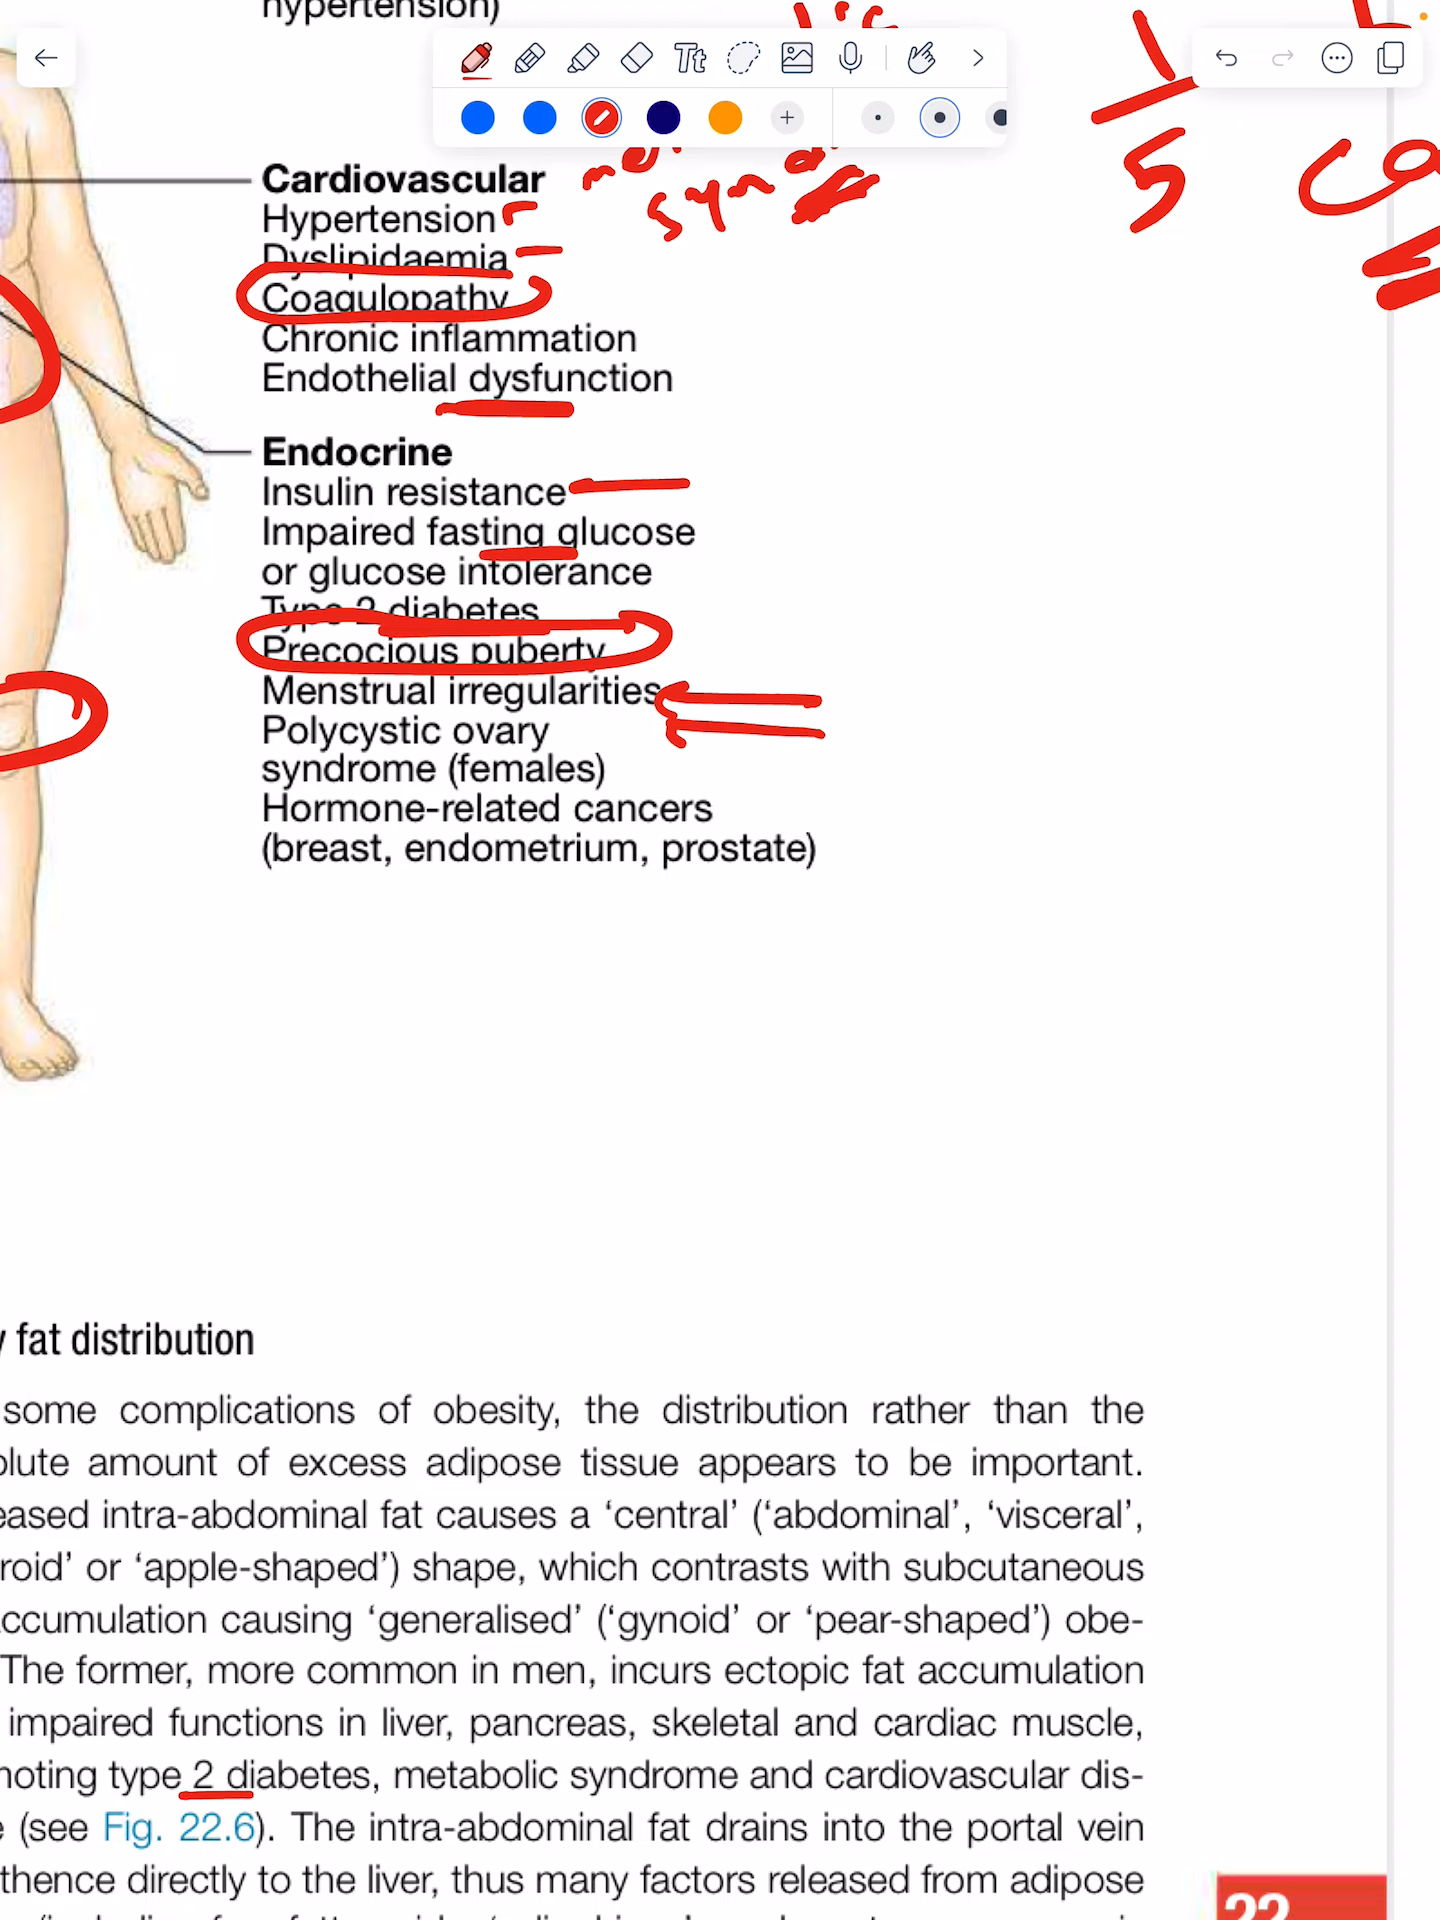 hypertension)
Tt
Cardiovascular
Hypertension
Dyslipidaemia
Coagulopathy
Chronic inflammation
Endothelial dysfunction
synd
5
Endocrine
Insulin resistance
Impaired fasting glucose
or glucose intolerance
Type 2 diabetes
Precocious puberty
Menstrual irregularities
Polycystic ovary
syndrome (females)
Hormone-related cancers
(breast, endometrium, prostate)
y fat distribution
some complications of obesity, the distribution rather than the
olute amount of excess adipose tissue appears to be important.
eased intra-abdominal fat causes a ‘central’ (‘abdominal’, ‘visceral’,
roid’ or ‘apple-shaped’) shape, which contrasts with subcutaneous
ccumulation causing ‘generalised’ (‘gynoid’ or ‘pear-shaped’) obe-
The former, more common in men, incurs ectopic fat accumulation
impaired functions in liver, pancreas, skeletal and cardiac muscle,
noting type 2 diabetes, metabolic syndrome and cardiovascular dis-
e (see Fig. 22.6). The intra-abdominal fat drains into the portal vein
thence directly to the liver, thus many factors released from adipose
22